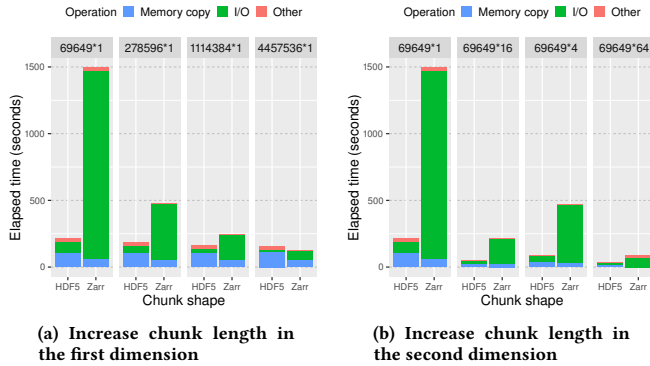 Operation Memory copy I/O Other
69649*1 278596*1 1114384*1 4457536*1
1500
1000
500
0
Elapsed time (seconds)
HDF5 Zarr HDF5 Zarr HDF5 Zarr HDF5 Zarr
Chunk shape
(a) Increase chunk length in
the first dimension
Operation Memory copy I/O Other
69649*1 69649*16 69649*4 69649*64
1500
1000
500
0
Elapsed time (seconds)
HDF5 Zarr HDF5 Zarr HDF5 Zarr HDF5 Zarr
Chunk shape
(b) Increase chunk length in
the second dimension